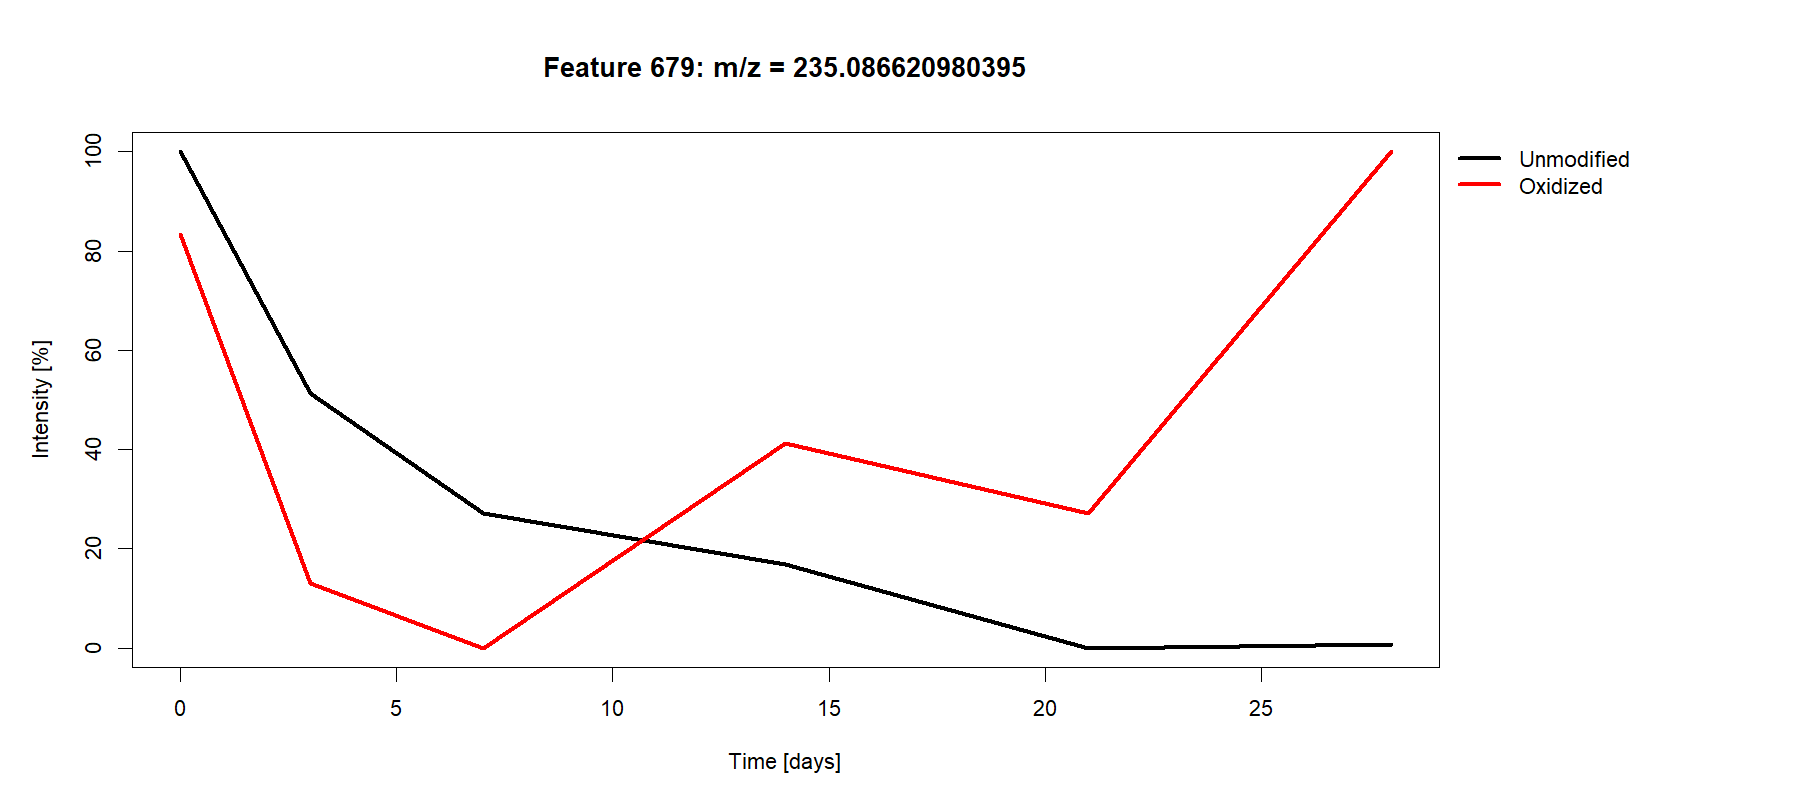 Feature 679: m/z = 235.086620980395
Unmodified
Oxidized
Intensity [%]
100
80
60
40
20
0
0 5 10 15 20 25
Time [days]